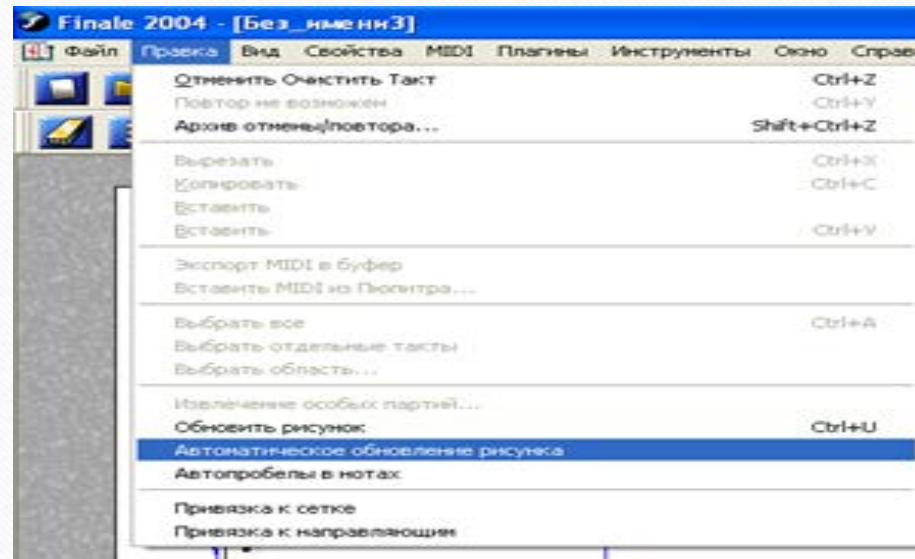 Finale 2004 - [Без_имени3]
Файл Правка Вид Свойства MIDI Плагины Инструменты Окно Справ
Отменить Очистить Такт Ctrl+Z
Повтор не возможен Ctrl+Y
Архив отмены/повтора... Shift+Ctrl+Z
Вырезать Ctrl+X
Копировать Ctrl+C
Вставить
Вставить Ctrl+V
Экспорт MIDI в буфер
Вставить MIDI из Пюпитра...
Выбрать все Ctrl+A
Выбрать отдельные такты
Выбрать область...
Извлечение особых партий...
Обновить рисунок Ctrl+U
Автоматическое обновление рисунка
Автопробелы в нотах
Привязка к сетке
Привязка к направляющим